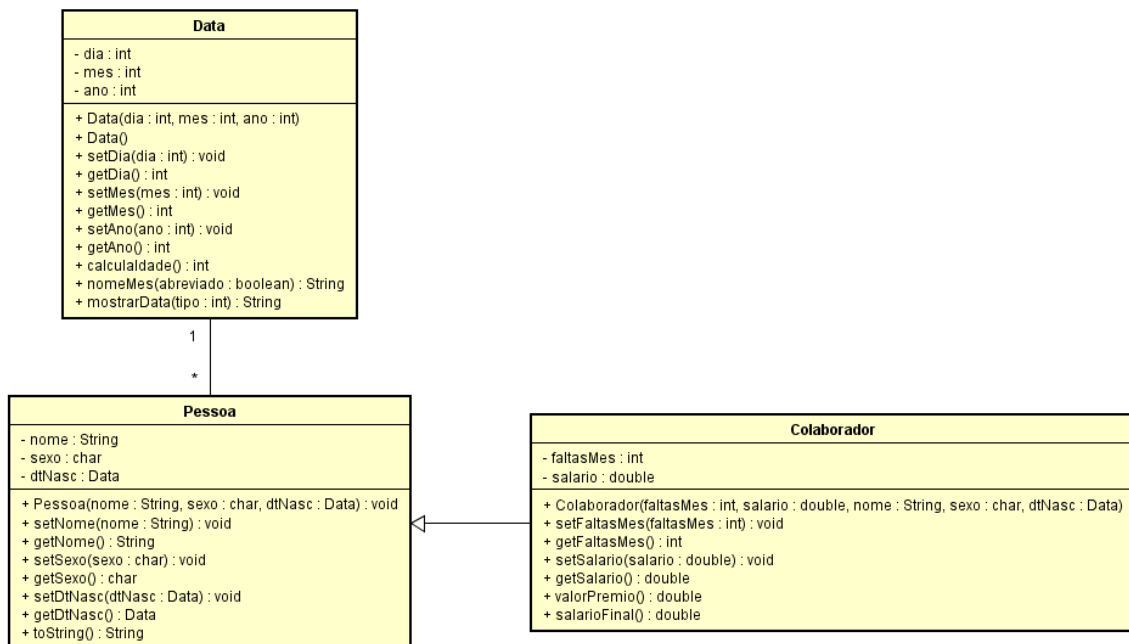 Data
- dia : int
- mes : int
- ano : int
+ Data(dia : int, mes : int, ano : int)
+ Data()
+ setDia(dia : int) : void
+ getDia() : int
+ setMes(mes : int) : void
+ getMes() : int
+ setAno(ano : int) : void
+ getAno() : int
+ calculaIdade() : int
+ nomeMes(abreviado : boolean) : String
+ mostrarData(tipo : int) : String
1
*
Pessoa
- nome : String
- sexo : char
- dtNasc : Data
+ Pessoa(nome : String, sexo : char, dtNasc : Data) : void
+ setNome(nome : String) : void
+ getNome() : String
+ setSexo(sexo : char) : void
+ getSexo() : char
+ setDtNasc(dtNasc : Data) : void
+ getDtNasc() : Data
+ toString() : String
Colaborador
- faltasMes : int
- salario : double
+ Colaborador(faltasMes : int, salario : double, nome : String, sexo : char, dtNasc : Data)
+ setFaltasMes(faltasMes : int) : void
+ getFaltasMes() : int
+ setSalario(salario : double) : void
+ getSalario() : double
+ valorPremio() : double
+ salarioFinal() : double